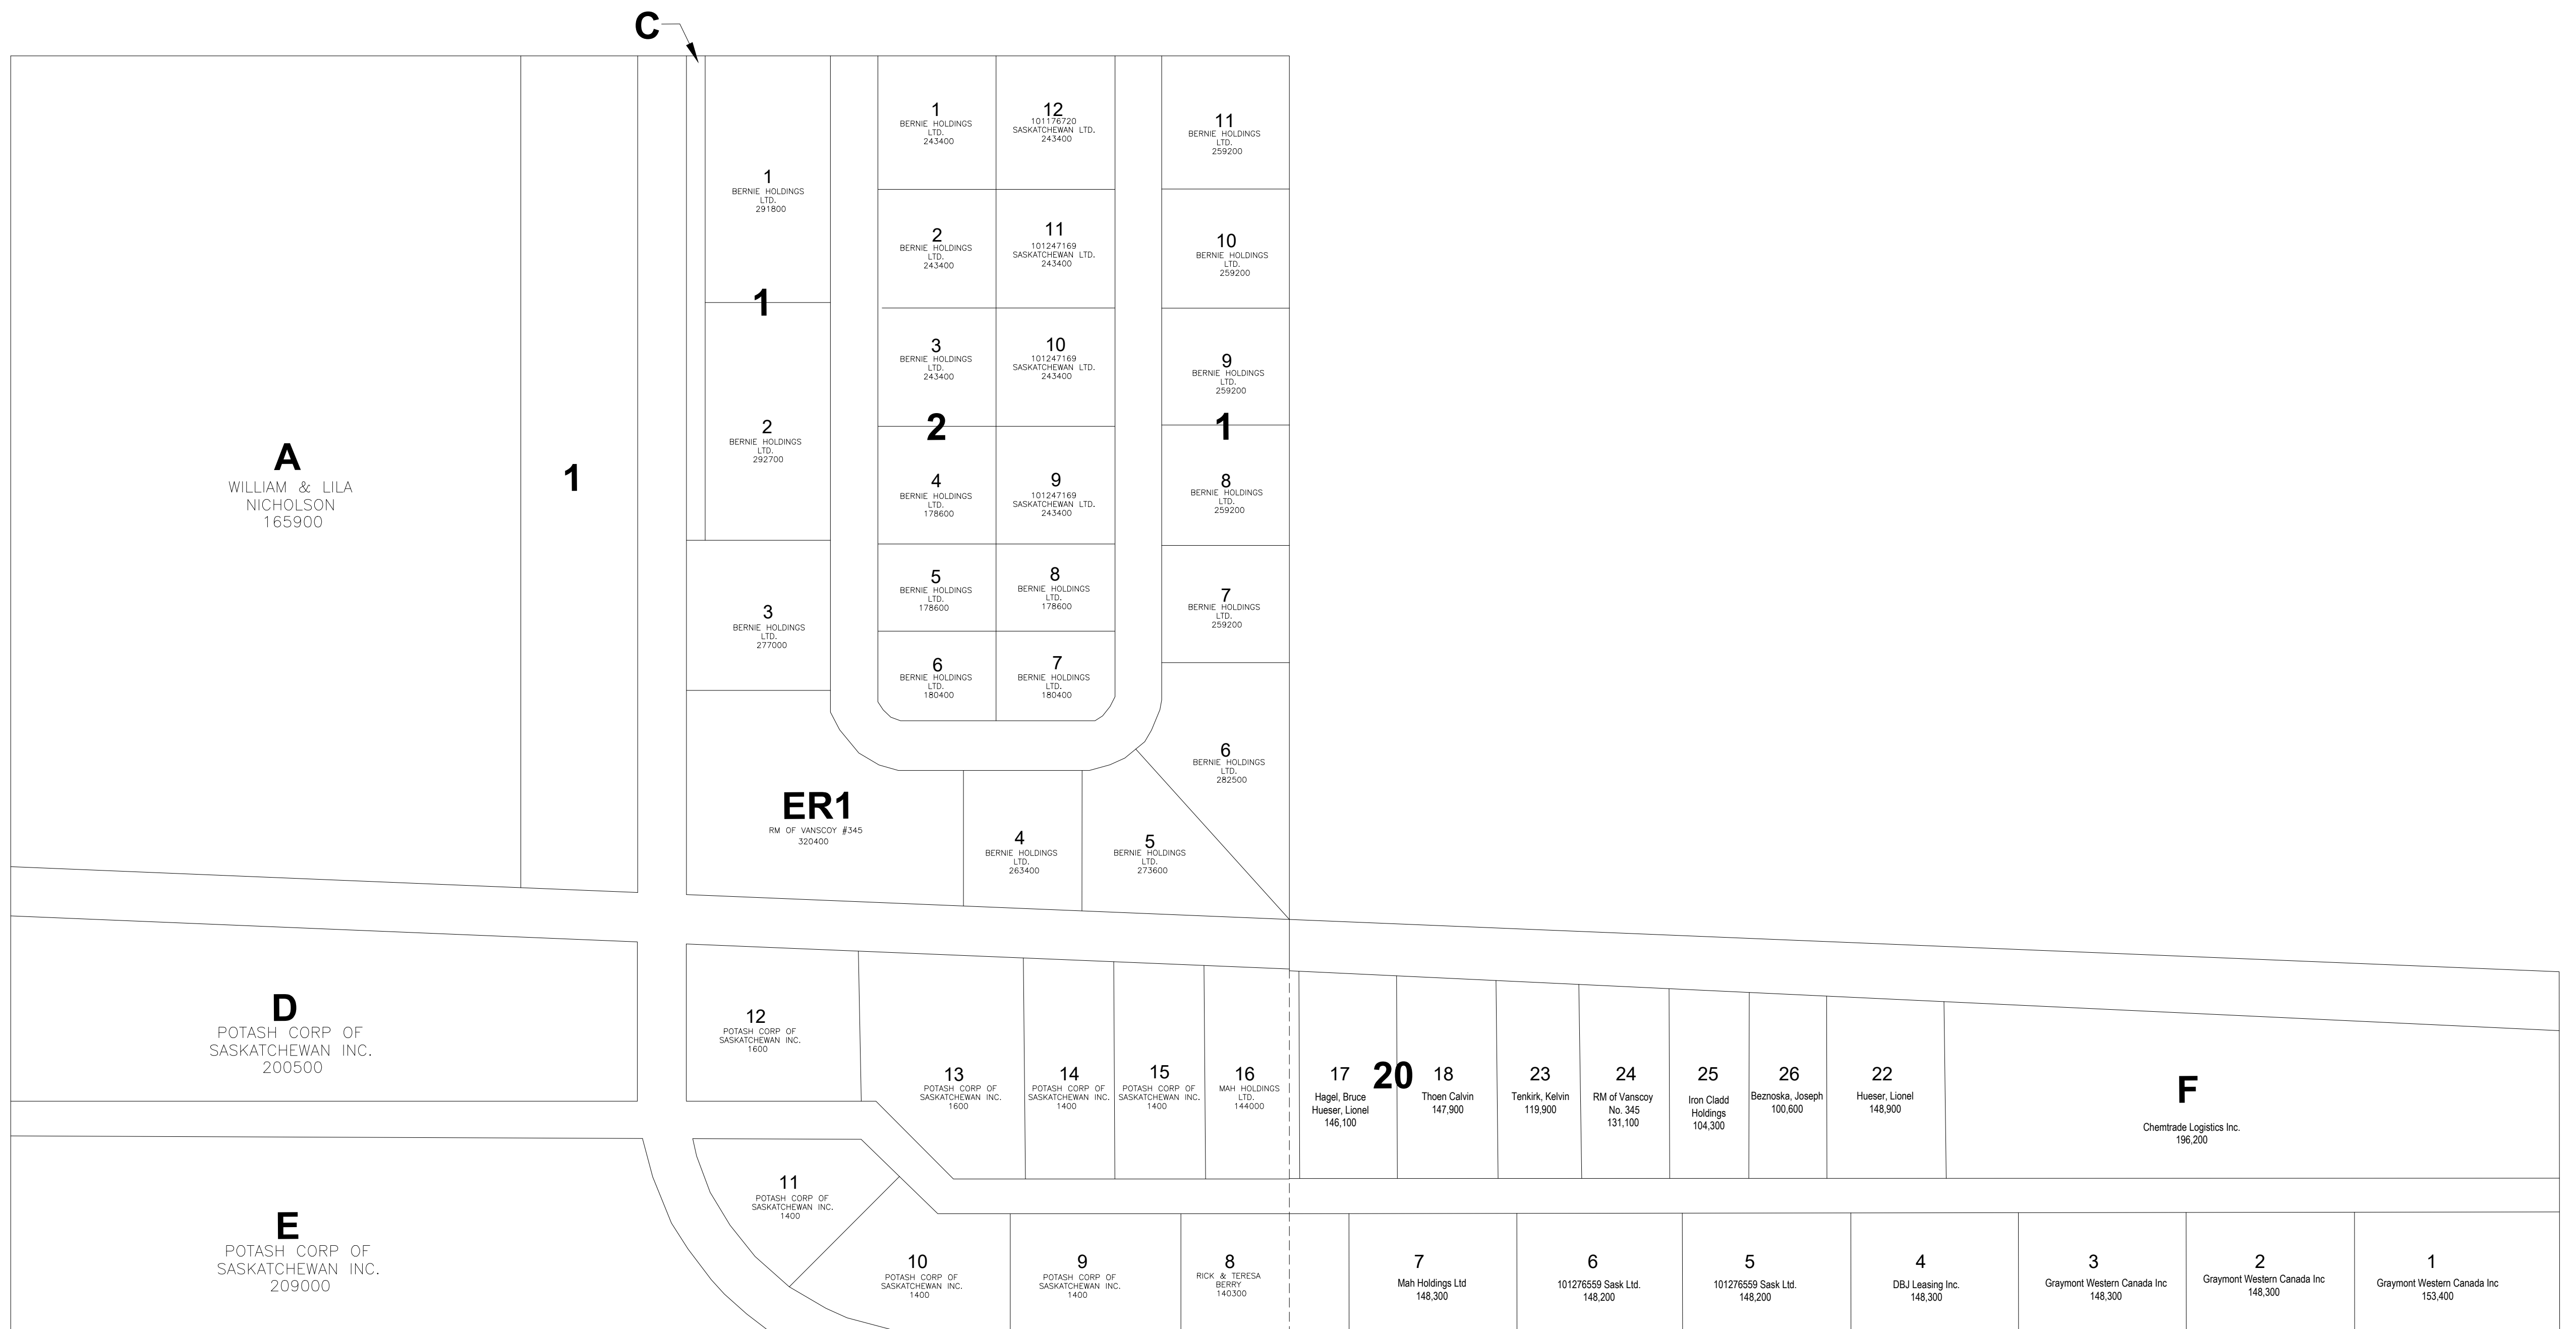 C
1
BERNIE HOLDINGS
LTD.
243400
12
101176720
SASKATCHEWAN LTD.
243400
11
BERNIE HOLDINGS
LTD.
259200
1
BERNIE HOLDINGS
LTD.
291800
2
BERNIE HOLDINGS
LTD.
243400
11
101247169
SASKATCHEWAN LTD.
243400
10
BERNIE HOLDINGS
LTD.
259200
1
3
BERNIE HOLDINGS
LTD.
243400
10
101247169
SASKATCHEWAN LTD.
243400
9
BERNIE HOLDINGS
LTD.
259200
2
BERNIE HOLDINGS
LTD.
292700
2
1
A
WILLIAM & LILA
NICHOLSON
165900
1
4
BERNIE HOLDINGS
LTD.
178600
9
101247169
SASKATCHEWAN LTD.
243400
8
BERNIE HOLDINGS
LTD.
259200
5
BERNIE HOLDINGS
LTD.
178600
8
BERNIE HOLDINGS
LTD.
178600
7
BERNIE HOLDINGS
LTD.
259200
3
BERNIE HOLDINGS
LTD.
277000
6
BERNIE HOLDINGS
LTD.
180400
7
BERNIE HOLDINGS
LTD.
180400
6
BERNIE HOLDINGS
LTD.
282500
ER1
RM OF VANSCOY #345
320400
4
BERNIE HOLDINGS
LTD.
263400
5
BERNIE HOLDINGS
LTD.
273600
D
POTASH CORP OF
SASKATCHEWAN INC.
200500
12
POTASH CORP OF
SASKATCHEWAN INC.
1600
13
POTASH CORP OF
SASKATCHEWAN INC.
1600
14
POTASH CORP OF
SASKATCHEWAN INC.
1400
15
POTASH CORP OF
SASKATCHEWAN INC.
1400
16
MAH HOLDINGS
LTD.
144000
17
Hagel, Bruce
Hueser, Lionel
146,100
20
18
Thoen Calvin
147,900
23
Tenkirk, Kelvin
119,900
24
RM of Vanscoy
No. 345
131,100
25
Iron Cladd
Holdings
104,300
26
Beznoska, Joseph
100,600
22
Hueser, Lionel
148,900
F
Chemtrade Logistics Inc.
196,200
11
POTASH CORP OF
SASKATCHEWAN INC.
1400
E
POTASH CORP OF
SASKATCHEWAN INC.
209000
10
POTASH CORP OF
SASKATCHEWAN INC.
1400
9
POTASH CORP OF
SASKATCHEWAN INC.
1400
8
RICK & TERESA
BERRY
140300
7
Mah Holdings Ltd
148,300
6
101276559 Sask Ltd.
148,200
5
101276559 Sask Ltd.
148,200
4
DBJ Leasing Inc.
148,300
3
Graymont Western Canada Inc
148,300
2
Graymont Western Canada Inc
148,300
1
Graymont Western Canada Inc
153,400